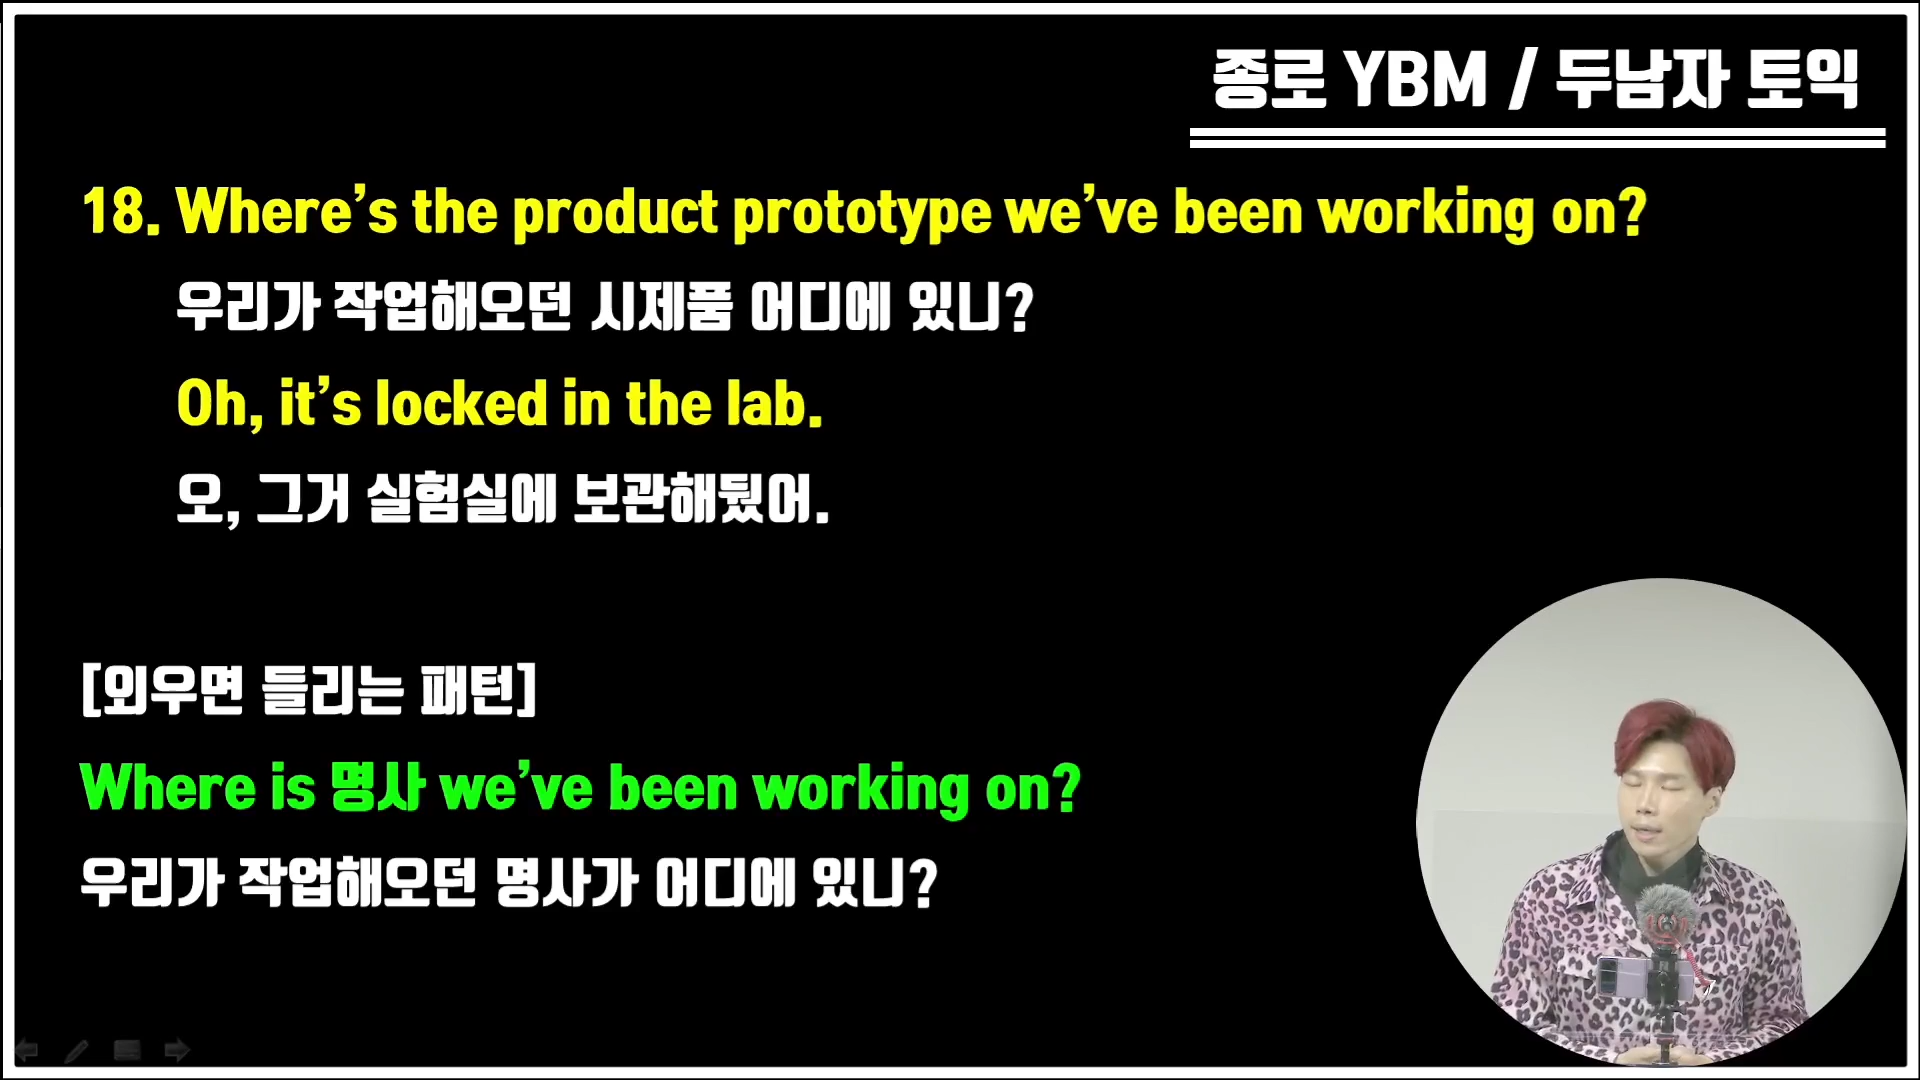 종로 YBM / 두남자 토익
18. Where's the product prototype we've been working on?
우리가 작업해오던 시제품 어디에 있니?
Oh, it's locked in the lab.
오, 그거 실험실에 보관해뒀어.
[외우면 들리는 패턴]
Where is 명사 we've been working on?
우리가 작업해오던 명사가 어디에 있니?